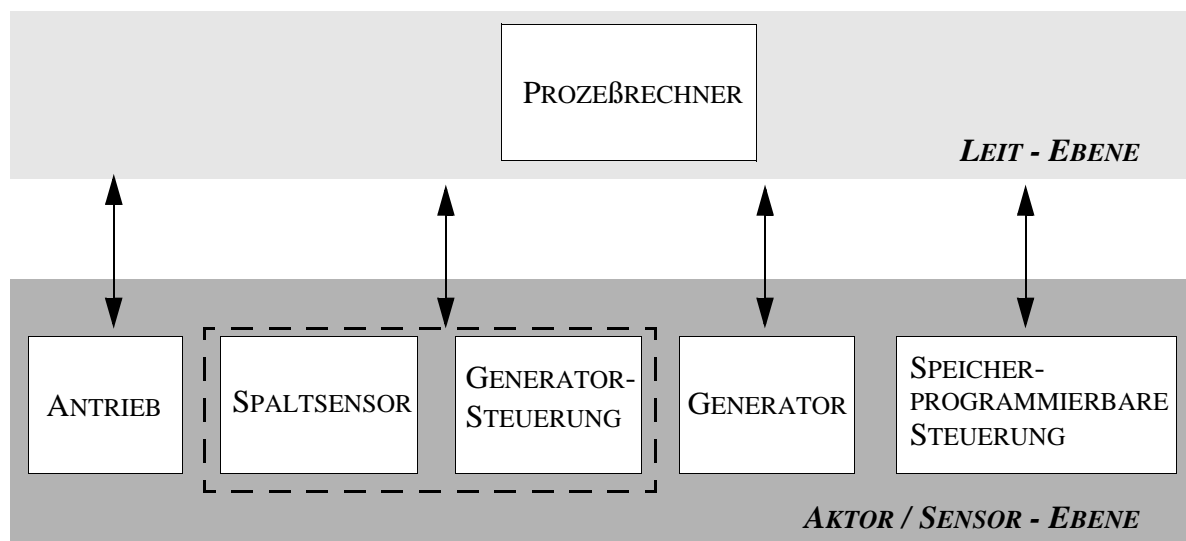 PROZEßRECHNER
LEIT - EBENE
ANTRIEB
SPALTSENSOR
GENERATOR-
STEUERUNG
GENERATOR
SPEICHER-
PROGRAMMIERBARE
STEUERUNG
AKTOR / SENSOR - EBENE